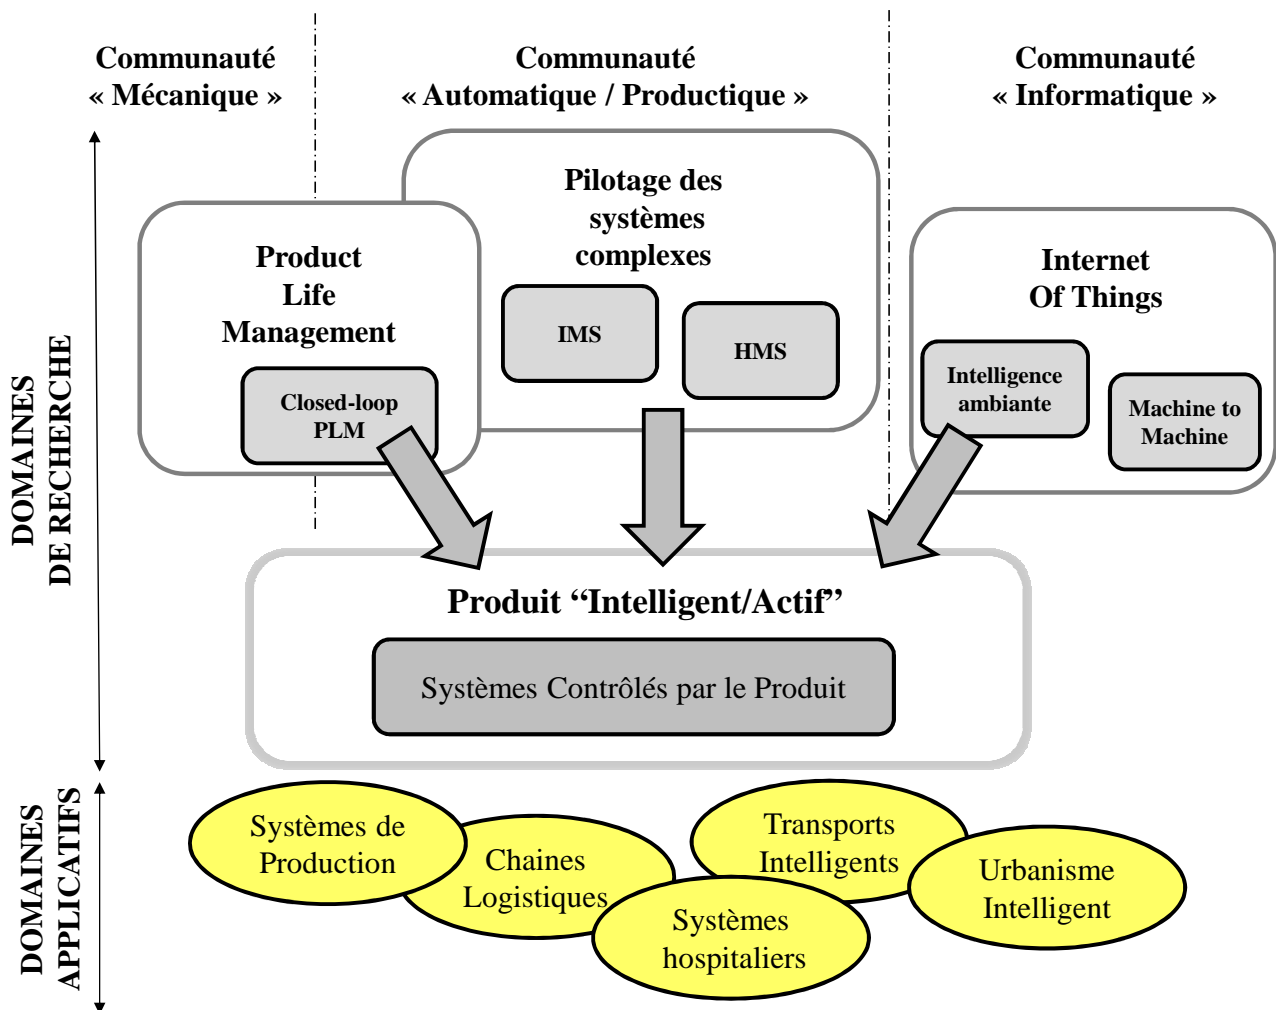 Communauté
« Mécanique »
Communauté
« Automatique / Productique »
Communauté
« Informatique »
DOMAINES
DE RECHERCHE
Product
Life
Management
Closed-loop
PLM
Pilotage des
systèmes
complexes
IMS
HMS
Internet
Of Things
Intelligence
ambiante
Machine to
Machine
Produit “Intelligent/Actif”
Systèmes Contrôlés par le Produit
DOMAINES
APPLICATIFS
Systèmes de
Production
Chaines
Logistiques
Transports
Intelligents
Systèmes
hospitaliers
Urbanisme
Intelligent